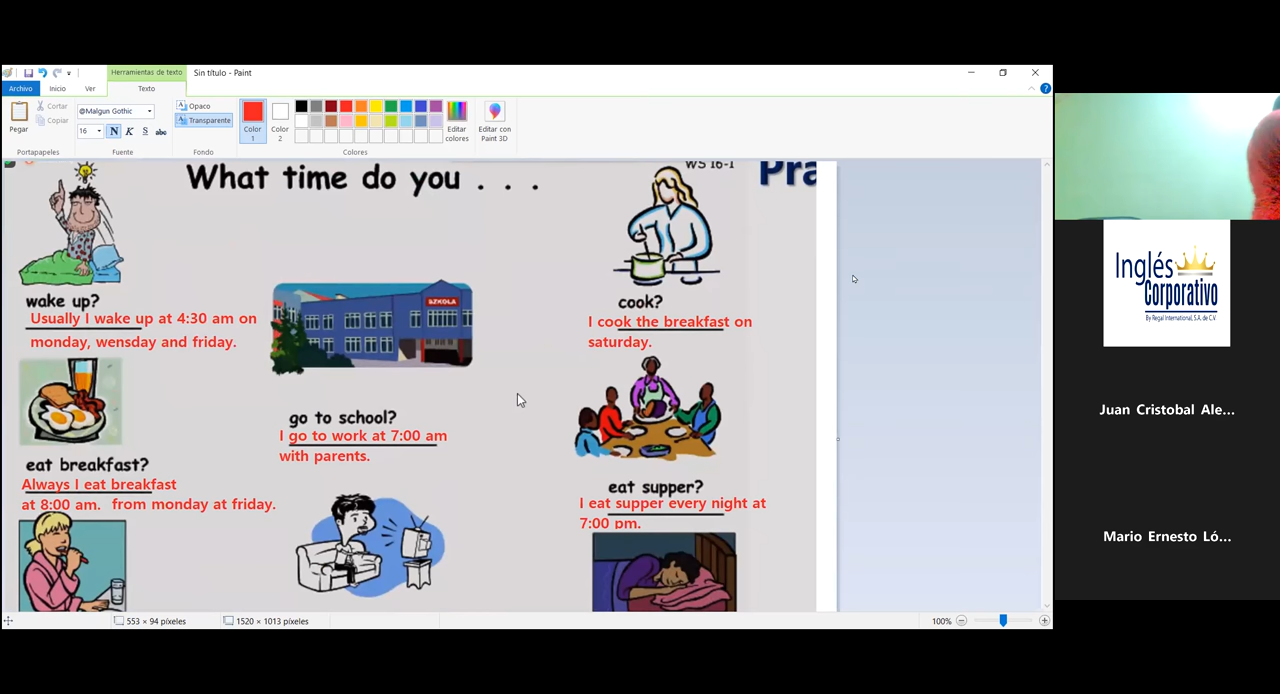 Herramientas de texto
Sin título - Paint
Archivo
Inicio
Ver
Texto
Pegar
Cortar
Copiar
Portapapeles
@Malgun Gothic
16
N K S abc
Fuente
Opaco
Transparente
Fondo
Color
1
Color
2
Editar
colores
Editar con
Paint 3D
Colores
What time do you . . .
WS 16-1
Pra
wake up?
Usually I wake up at 4:30 am on
monday, wensday and friday.
SZKOŁA
cook?
I cook the breakfast on
saturday.
go to school?
I go to work at 7:00 am
with parents.
eat breakfast?
Always I eat breakfast
at 8:00 am. from monday at friday.
eat supper?
I eat supper every night at
7:00 pm.
553 × 94 píxeles
1520 × 1013 píxeles
100%
Inglés
Corporativo
By Regal International, S.A. de C.V.
Juan Cristobal Ale...
Mario Ernesto Ló...